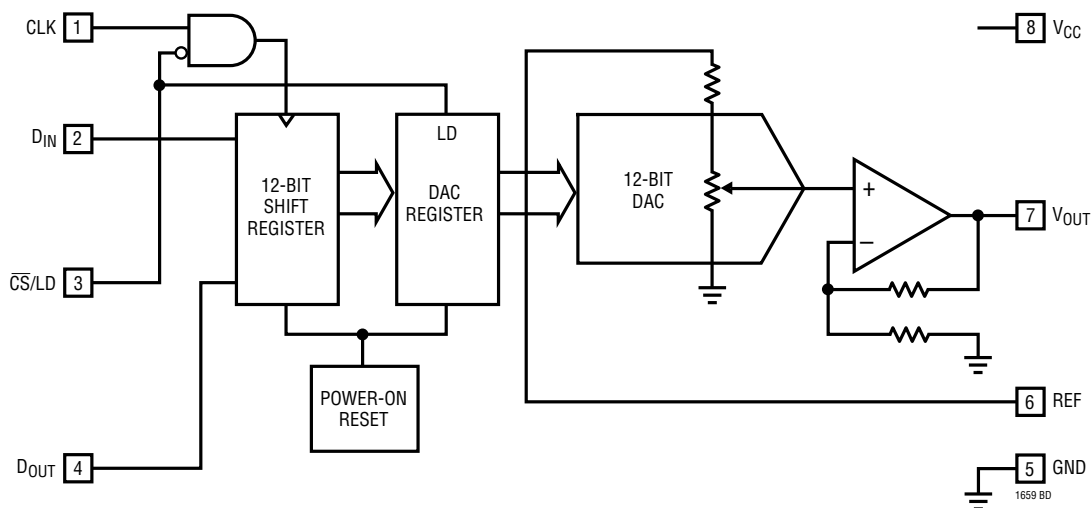 CLK 1
8 VCC
DIN 2
LD
12-BIT
SHIFT
REGISTER
DAC
REGISTER
12-BIT
DAC
+
−
7 VOUT
C̅S̅/LD 3
POWER-ON
RESET
6 REF
DOUT 4
5 GND
1659 BD